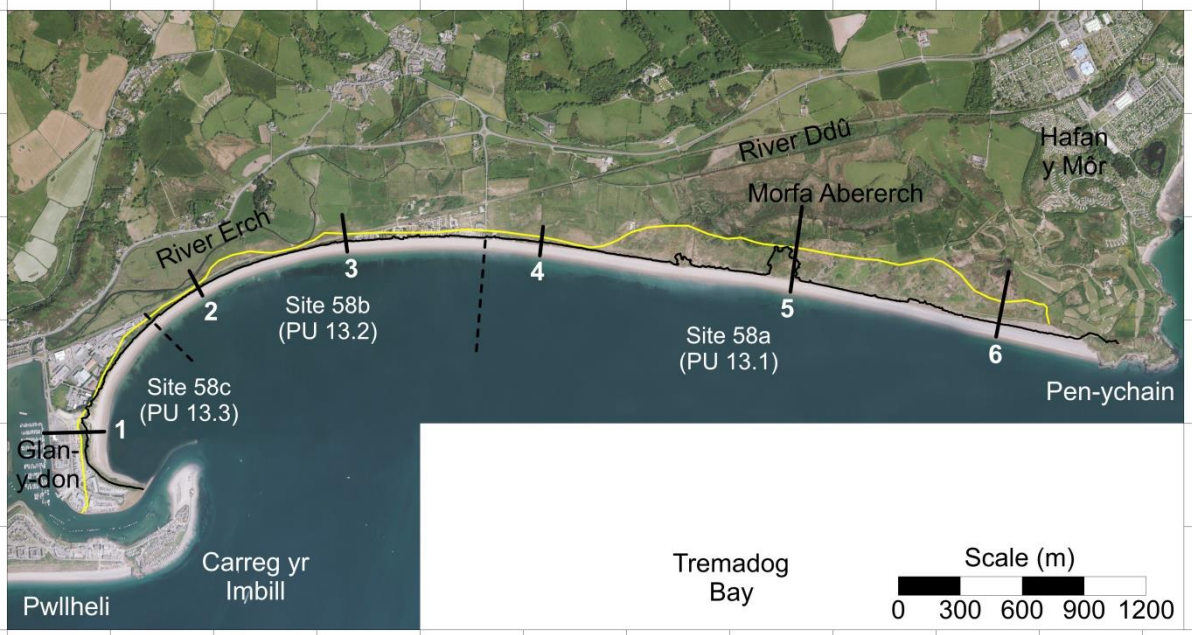 River Ddû
Hafan
y Môr
Morfa Abererch
River Erch
3
4
2
5
6
Site 58b
(PU 13.2)
Site 58a
(PU 13.1)
Site 58c
(PU 13.3)
Pen-ychain
1
Glan-
y-don
Carreg yr
Imbill
Tremadog
Bay
Pwllheli
Scale (m)
0 300 600 900 1200